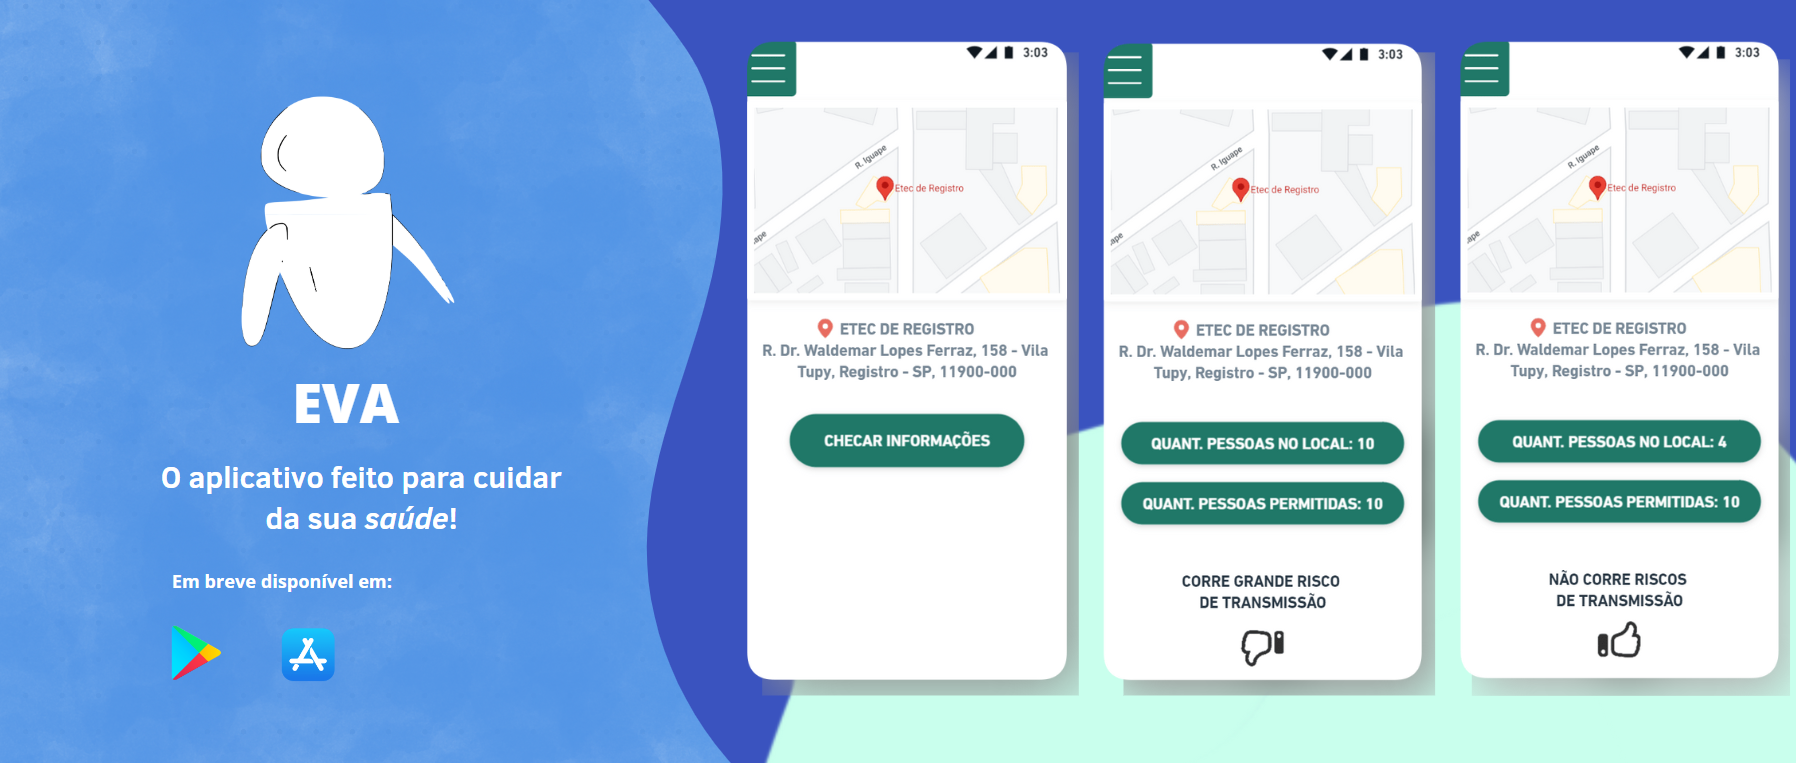 EVA
O aplicativo feito para cuidar
da sua saúde!
Em breve disponível em:
3:03
R. Iguape
Etec de Registro
ape
ETEC DE REGISTRO
R. Dr. Waldemar Lopes Ferraz, 158 - Vila
Tupy, Registro - SP, 11900-000
CHECAR INFORMAÇÕES
3:03
R. Iguape
Etec de Registro
ape
ETEC DE REGISTRO
R. Dr. Waldemar Lopes Ferraz, 158 - Vila
Tupy, Registro - SP, 11900-000
QUANT. PESSOAS NO LOCAL: 10
QUANT. PESSOAS PERMITIDAS: 10
CORRE GRANDE RISCO
DE TRANSMISSÃO
3:03
R. Iguape
Etec de Registro
ape
ETEC DE REGISTRO
R. Dr. Waldemar Lopes Ferraz, 158 - Vila
Tupy, Registro - SP, 11900-000
QUANT. PESSOAS NO LOCAL: 4
QUANT. PESSOAS PERMITIDAS: 10
NÃO CORRE RISCOS
DE TRANSMISSÃO